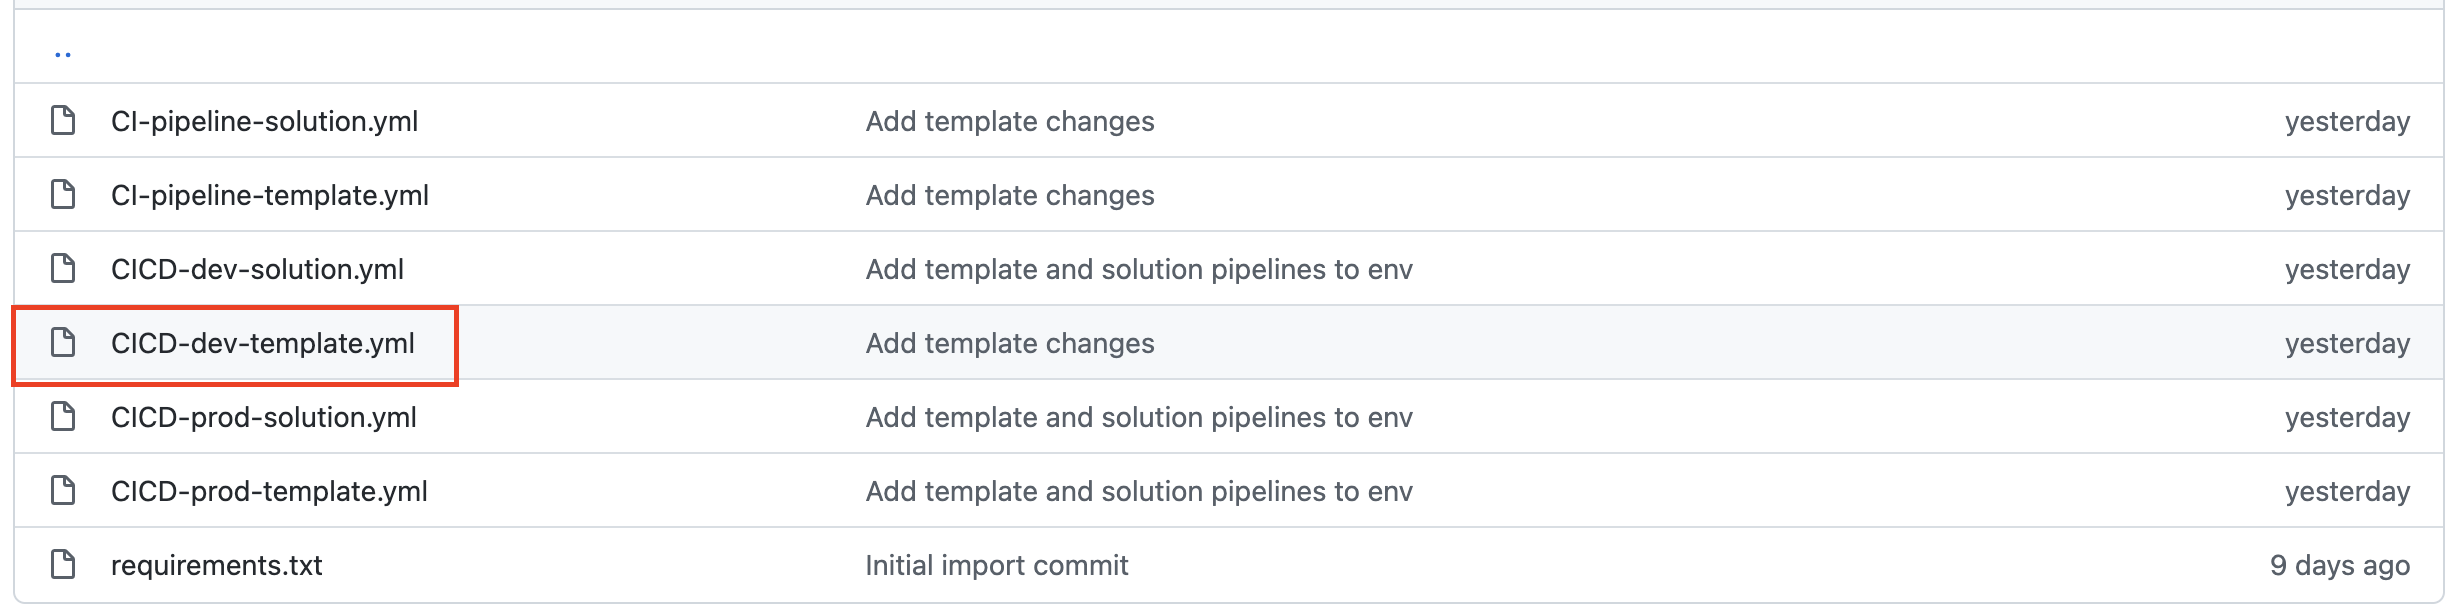 ..
CI-pipeline-solution.yml Add template changes yesterday
CI-pipeline-template.yml Add template changes yesterday
CICD-dev-solution.yml Add template and solution pipelines to env yesterday
CICD-dev-template.yml Add template changes yesterday
CICD-prod-solution.yml Add template and solution pipelines to env yesterday
CICD-prod-template.yml Add template and solution pipelines to env yesterday
requirements.txt Initial import commit 9 days ago